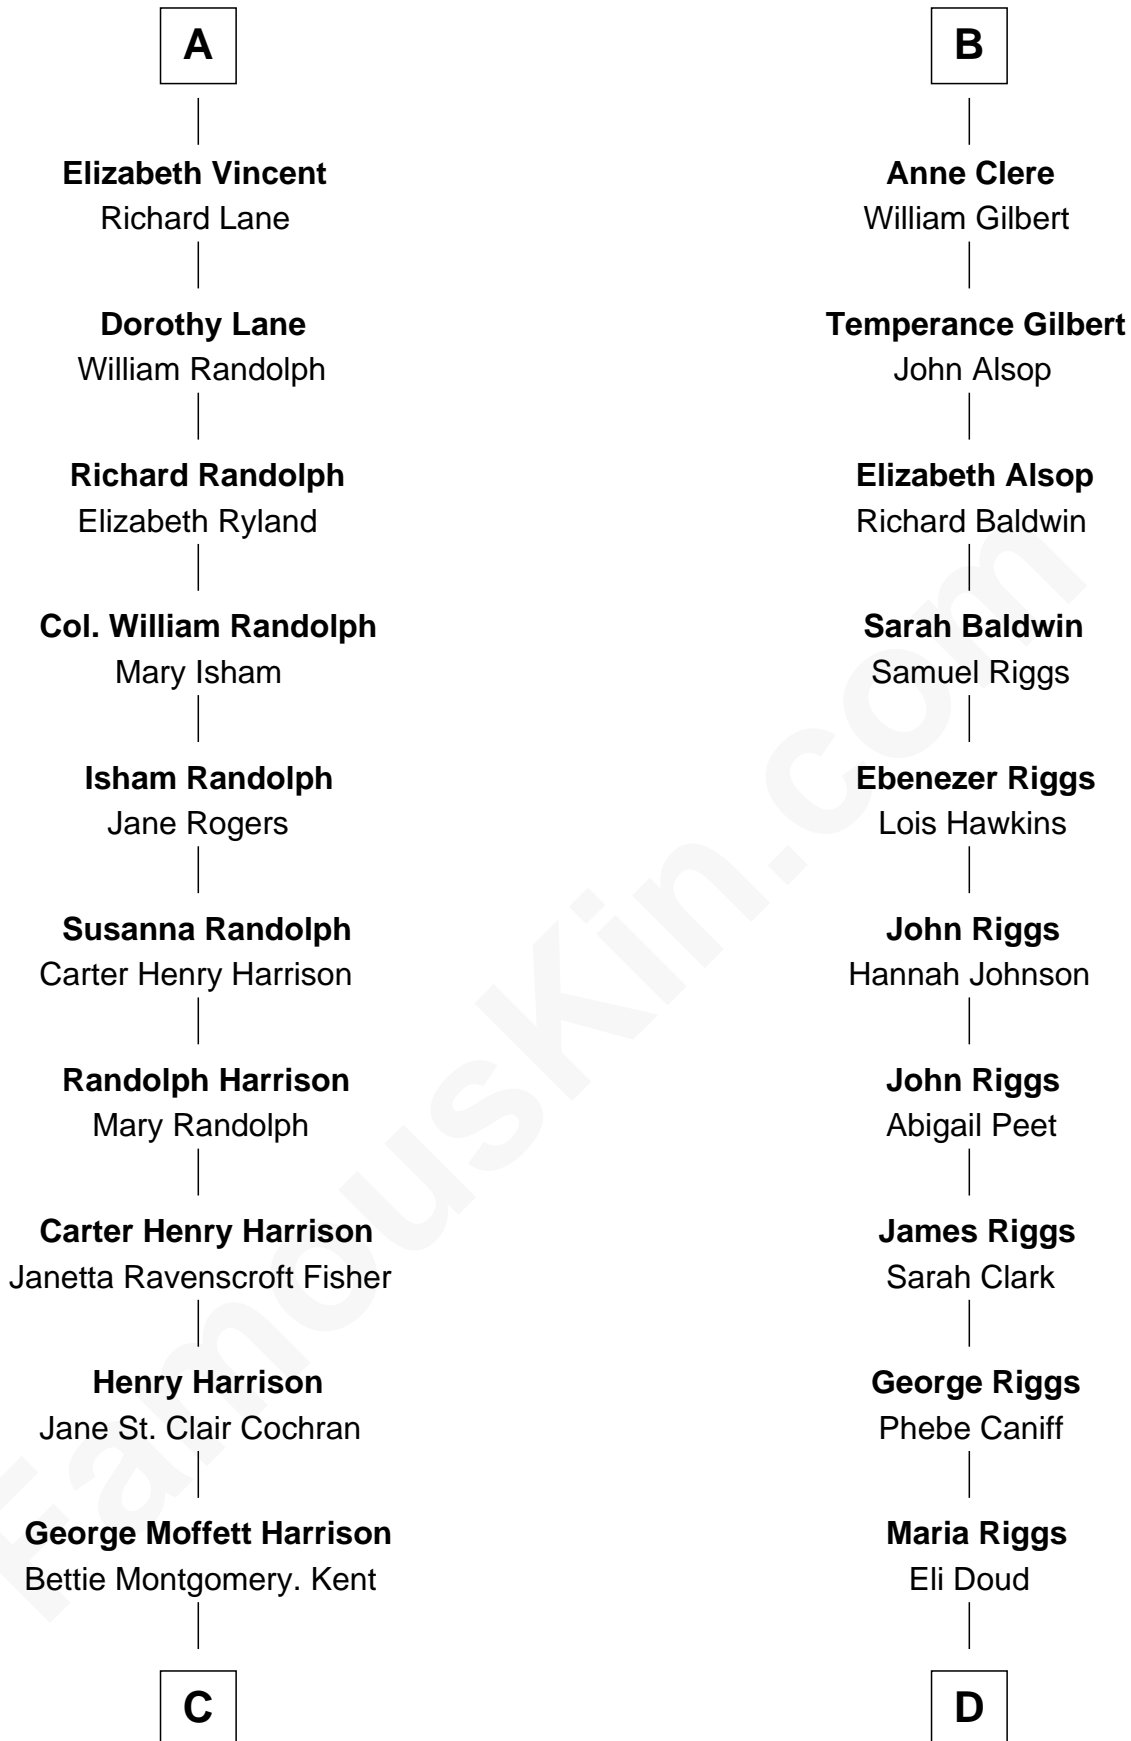 A
Elizabeth Vincent
Richard Lane
Dorothy Lane
William Randolph
Richard Randolph
Elizabeth Ryland
Col. William Randolph
Mary Isham
Isham Randolph
Jane Rogers
Susanna Randolph
Carter Henry Harrison
Randolph Harrison
Mary Randolph
Carter Henry Harrison
Janetta Ravenscroft Fisher
Henry Harrison
Jane St. Clair Cochran
George Moffett Harrison
Bettie Montgomery. Kent
C
B
Anne Clere
William Gilbert
Temperance Gilbert
John Alsop
Elizabeth Alsop
Richard Baldwin
Sarah Baldwin
Samuel Riggs
Ebenezer Riggs
Lois Hawkins
John Riggs
Hannah Johnson
John Riggs
Abigail Peet
James Riggs
Sarah Clark
George Riggs
Phebe Caniff
Maria Riggs
Eli Doud
D
FamousKin.com